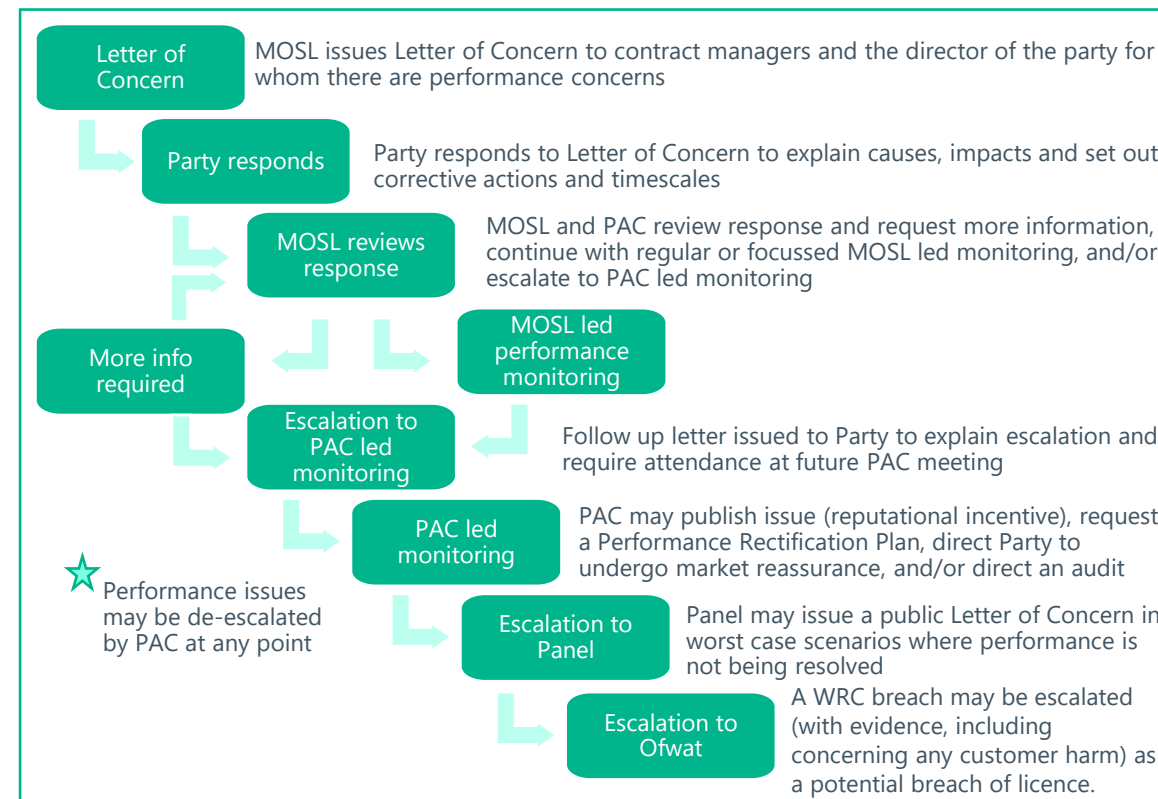 Letter of
Concern
MOSL issues Letter of Concern to contract managers and the director of the party for
whom there are performance concerns
Party responds
Party responds to Letter of Concern to explain causes, impacts and set out
corrective actions and timescales
MOSL reviews
response
MOSL and PAC review response and request more information,
continue with regular or focussed MOSL led monitoring, and/or
escalate to PAC led monitoring
More info
required
MOSL led
performance
monitoring
Escalation to
PAC led
monitoring
Follow up letter issued to Party to explain escalation and
require attendance at future PAC meeting
PAC led
monitoring
PAC may publish issue (reputational incentive), request
a Performance Rectification Plan, direct Party to
undergo market reassurance, and/or direct an audit
Performance issues
may be de-escalated
by PAC at any point
Escalation to
Panel
Panel may issue a public Letter of Concern in
worst case scenarios where performance is
not being resolved
Escalation to
Ofwat
A WRC breach may be escalated
(with evidence, including
concerning any customer harm) as
a potential breach of licence.